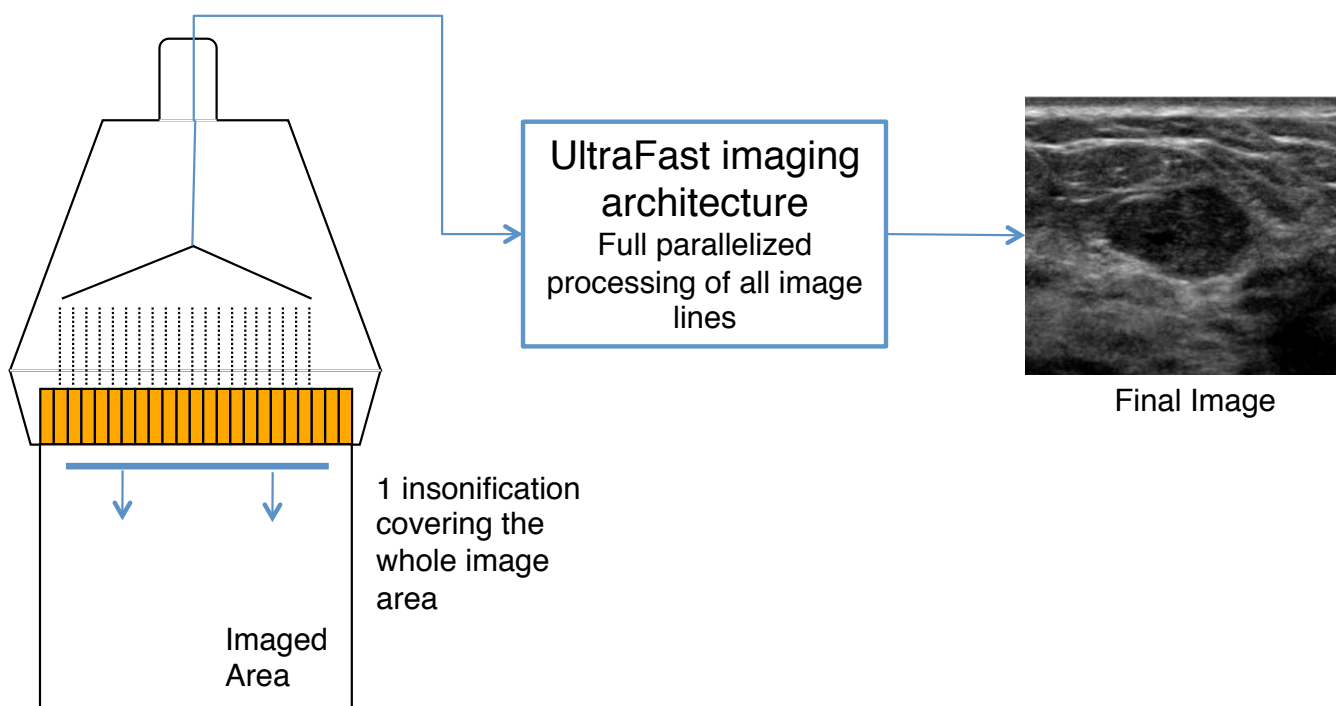 UltraFast imaging
architecture
Full parallelized
processing of all image
lines
Final Image
1 insonification
covering the
whole image
area
Imaged
Area